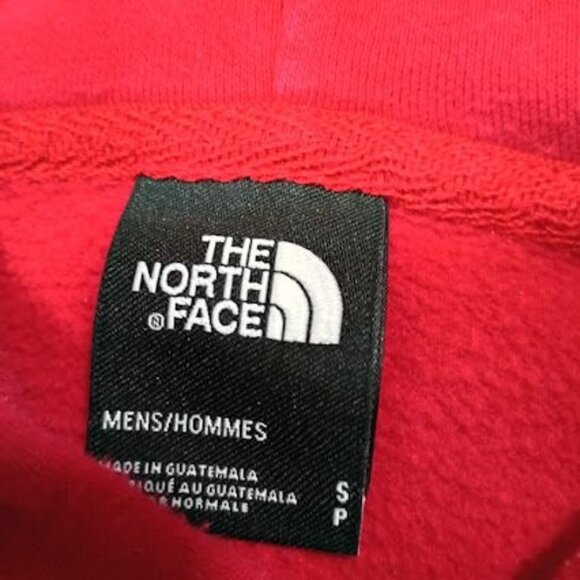 THE
NORTH
® FACE
MENS/HOMMES
MADE IN GUATEMALA
AU GUATEMALA S
NORMALE P